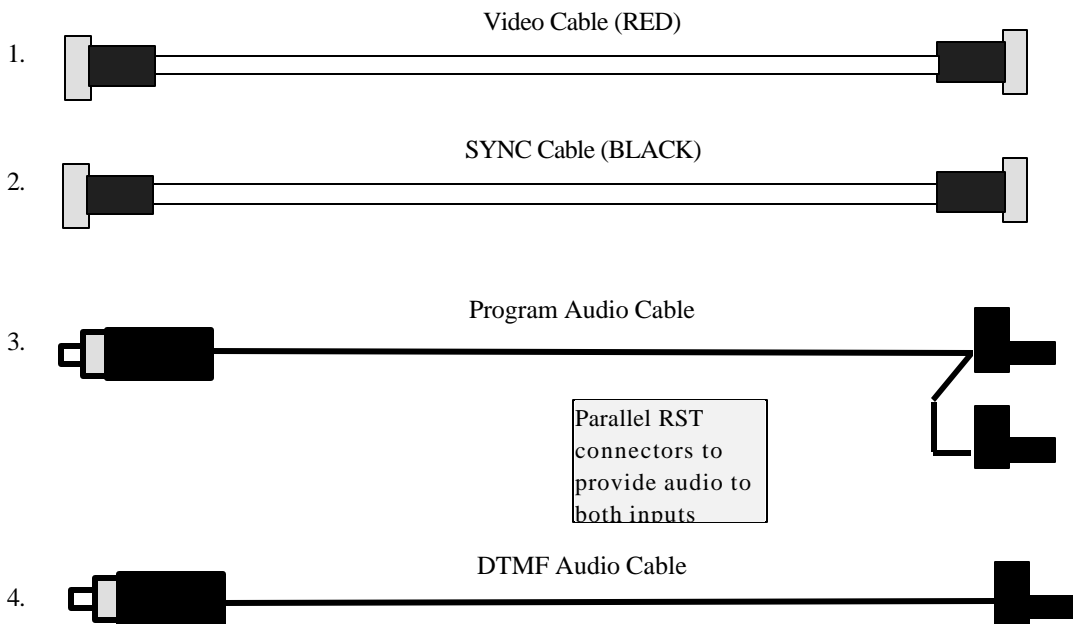 Video Cable (RED)
1.
SYNC Cable (BLACK)
2.
Program Audio Cable
3.
Parallel RST
connectors to
provide audio to
both inputs
DTMF Audio Cable
4.